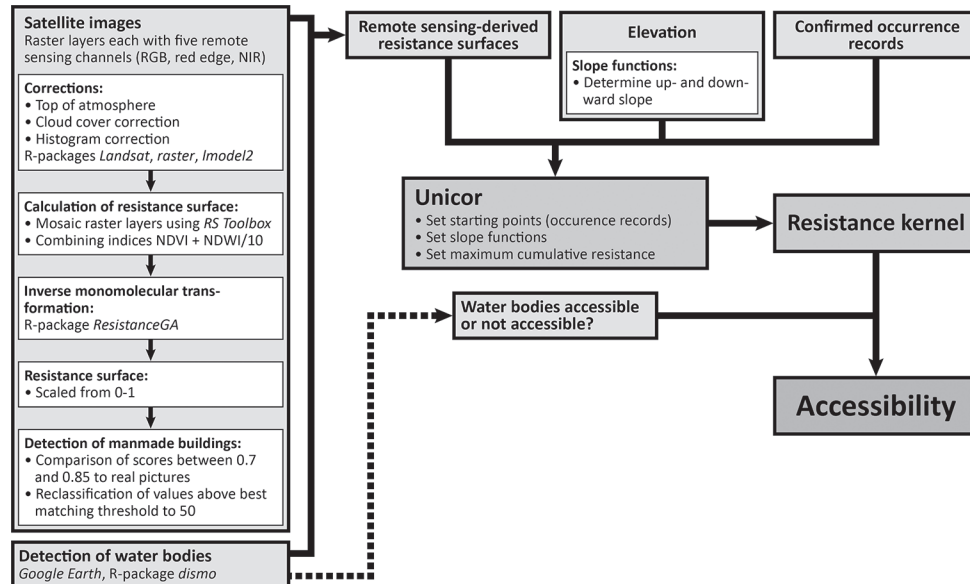 Satellite images
Raster layers each with five remote
sensing channels (RGB, red edge, NIR)
Corrections:
• Top of atmosphere
• Cloud cover correction
• Histogram correction
R-packages Landsat, raster, lmodel2
Calculation of resistance surface:
• Mosaic raster layers using RS Toolbox
• Combining indices NDVI + NDWI/10
Inverse monomolecular trans-
formation:
R-package ResistanceGA
Resistance surface:
• Scaled from 0-1
Detection of manmade buildings:
• Comparison of scores between 0.7
and 0.85 to real pictures
• Reclassification of values above best
matching threshold to 50
Detection of water bodies
Google Earth, R-package dismo
Remote sensing-derived
resistance surfaces
Elevation
Slope functions:
• Determine up- and down-
ward slope
Confirmed occurrence
records
Unicor
• Set starting points (occurence records)
• Set slope functions
• Set maximum cumulative resistance
Resistance kernel
Water bodies accessible
or not accessible?
Accessibility